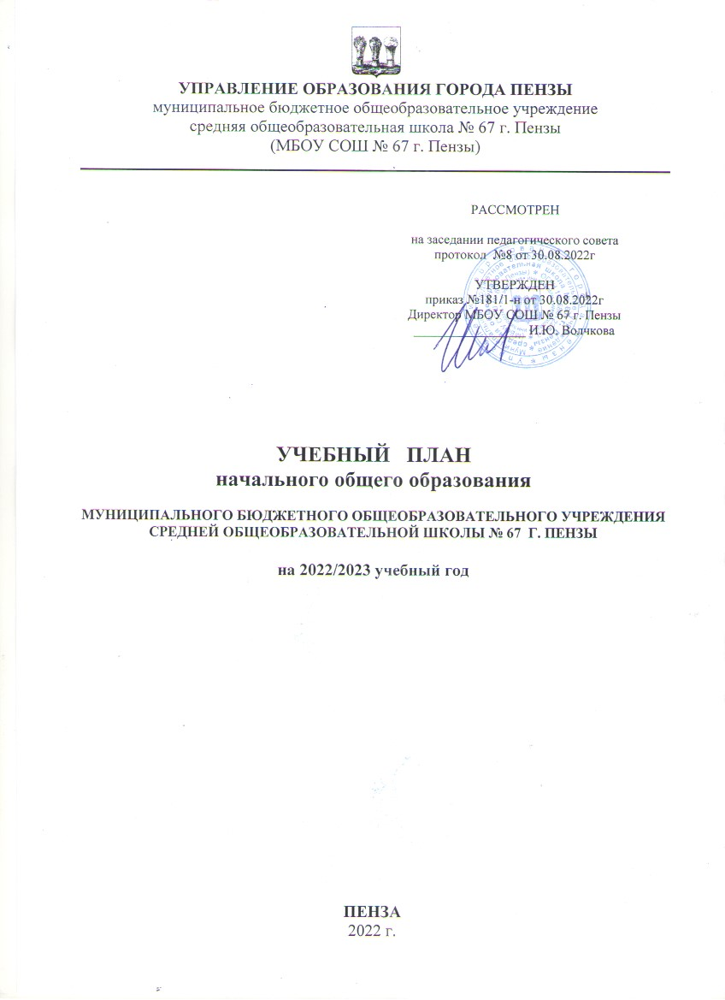 УПРАВЛЕНИЕ ОБРАЗОВАНИЯ ГОРОДА ПЕНЗЫ
муниципальное бюджетное общеобразовательное учреждение
средняя общеобразовательная школа № 67 г. Пензы
(МБОУ СОШ № 67 г. Пензы)
РАССМОТРЕН
на заседании педагогического совета
протокол №8 от 30.08.2022г
УТВЕРЖДЕН
приказ №181/1-н от 30.08.2022г
Директор МБОУ СОШ № 67 г. Пензы
И.Ю. Волчкова
УЧЕБНЫЙ ПЛАН
начального общего образования
МУНИЦИПАЛЬНОГО БЮДЖЕТНОГО ОБЩЕОБРАЗОВАТЕЛЬНОГО УЧРЕЖДЕНИЯ
СРЕДНЕЙ ОБЩЕОБРАЗОВАТЕЛЬНОЙ ШКОЛЫ № 67 Г. ПЕНЗЫ
на 2022/2023 учебный год
ПЕНЗА
2022 г.